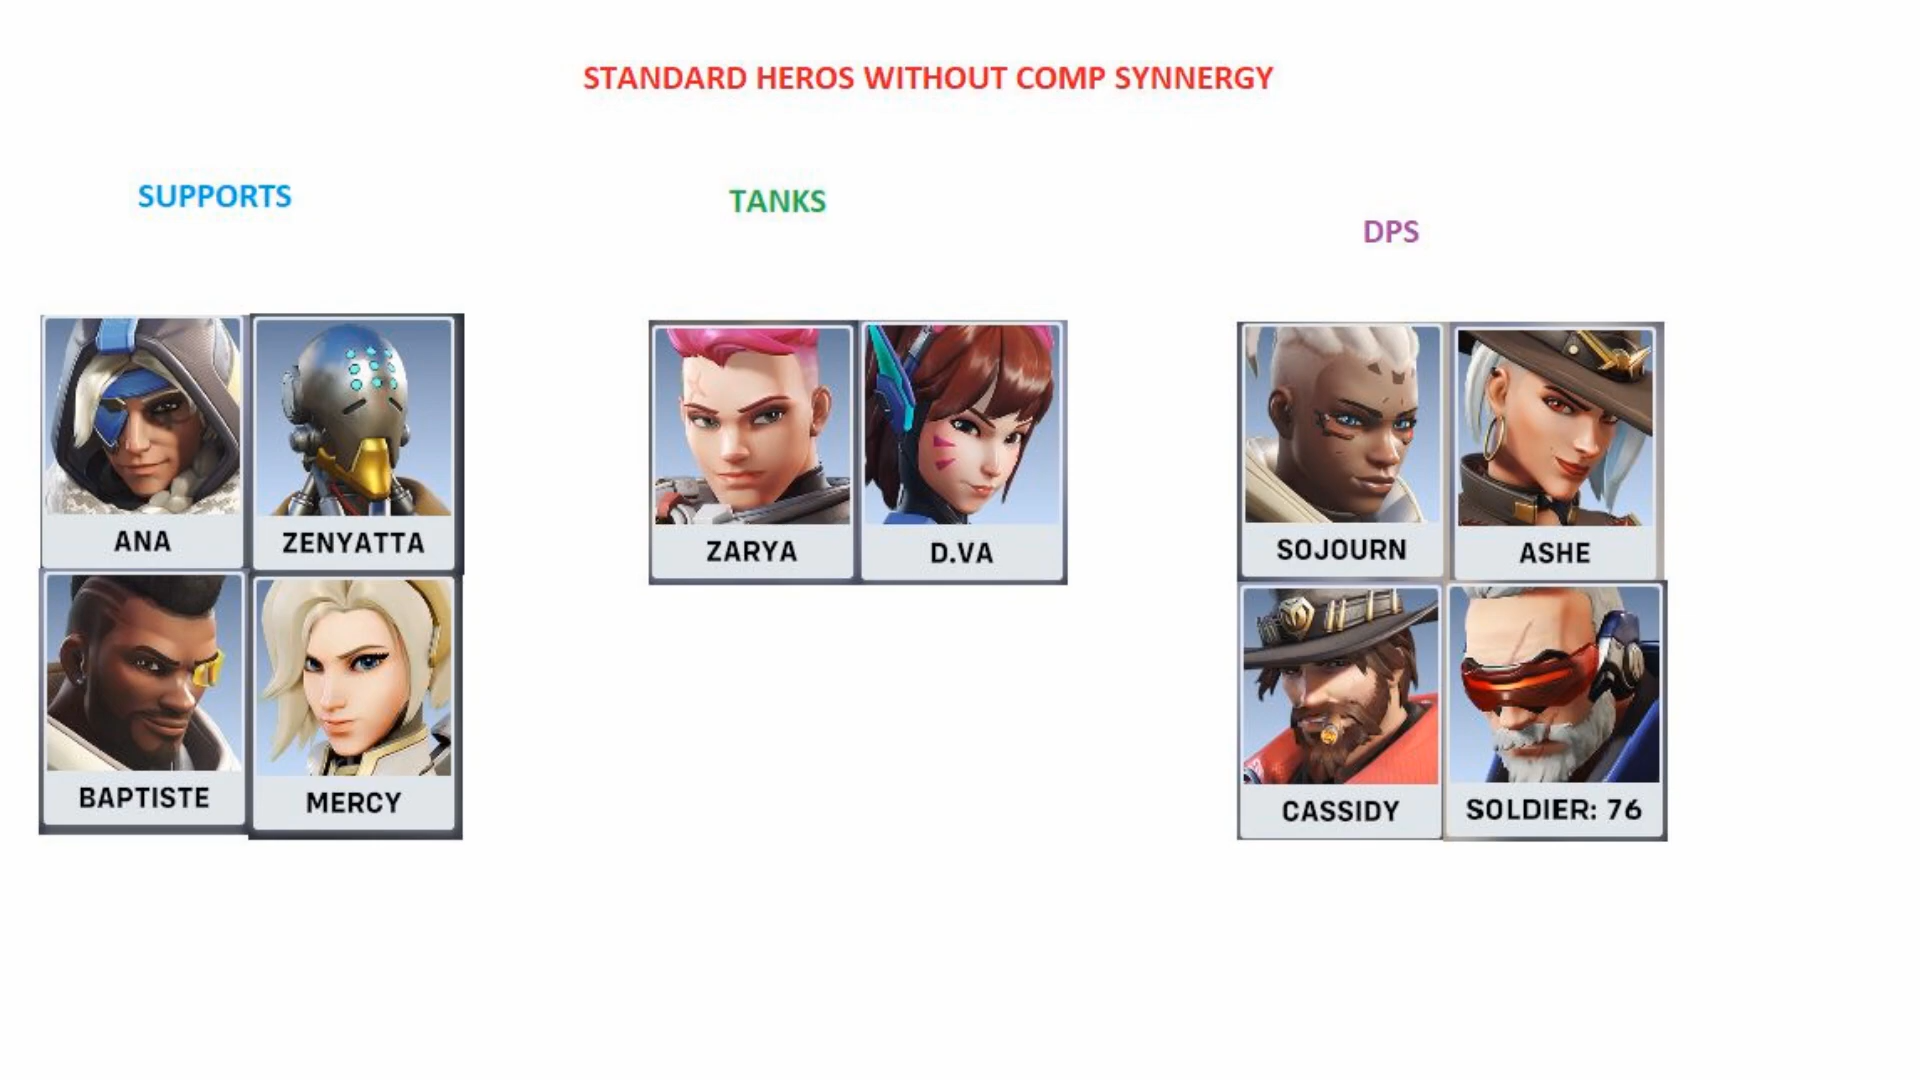 STANDARD HEROS WITHOUT COMP SYNNERGY
SUPPORTS
TANKS
DPS
ANA
ZENYATTA
BAPTISTE
MERCY
ZARYA
D.VA
SOJOURN
ASHE
CASSIDY
SOLDIER: 76